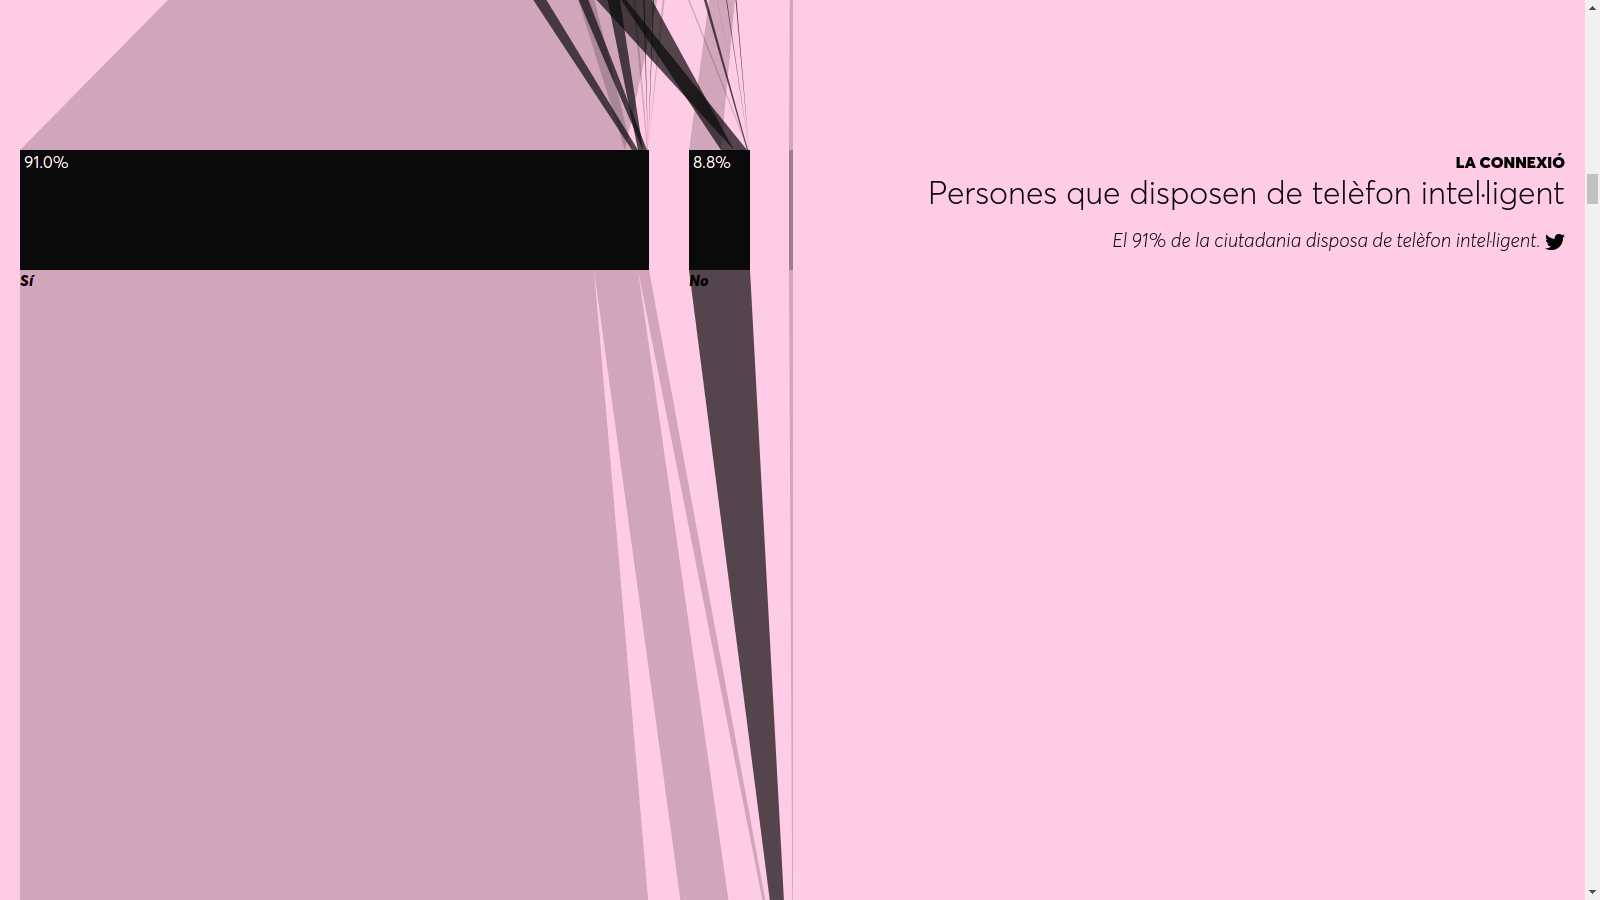 91.0%
8.8%
Sí
No
LA CONNEXIÓ
Persones que disposen de telèfon intel·ligent
El 91% de la ciutadania disposa de telèfon intel·ligent.